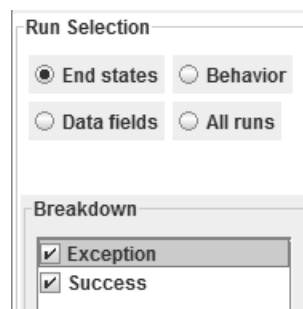 Run Selection
End states Behavior
Data fields All runs
Breakdown
Exception
Success